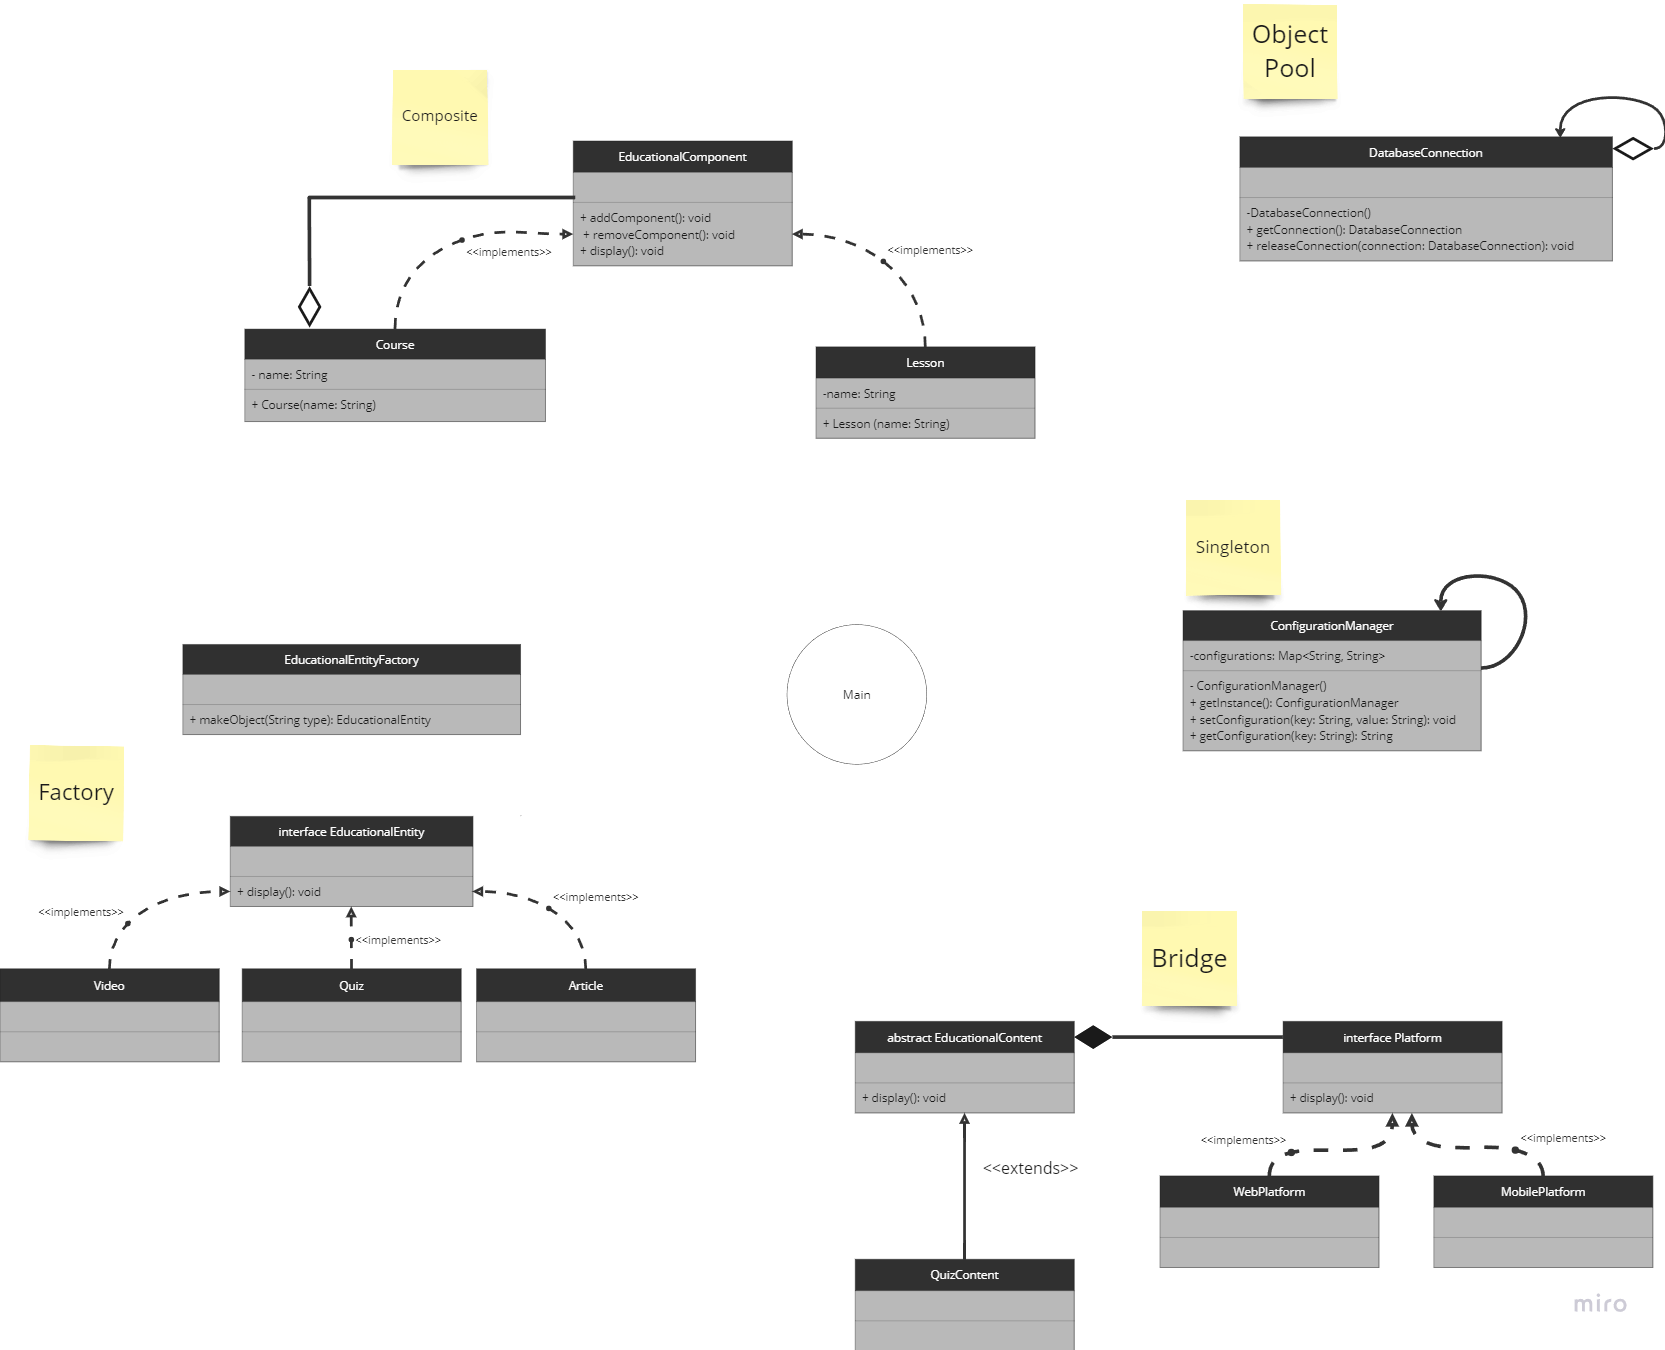 Object
Pool
Composite
EducationalComponent
+ addComponent(): void
+ removeComponent(): void
+ display(): void
<<implements>>
<<implements>>
DatabaseConnection
-DatabaseConnection()
+ getConnection(): DatabaseConnection
+ releaseConnection(connection: DatabaseConnection): void
Course
- name: String
+ Course(name: String)
Lesson
-name: String
+ Lesson (name: String)
Singleton
ConfigurationManager
-configurations: Map<String, String>
- ConfigurationManager()
+ getInstance(): ConfigurationManager
+ setConfiguration(key: String, value: String): void
+ getConfiguration(key: String): String
EducationalEntityFactory
+ makeObject(String type): EducationalEntity
Main
Factory
interface EducationalEntity
+ display(): void
<<implements>>
<<implements>>
<<implements>>
Video
Quiz
Article
Bridge
abstract EducationalContent
+ display(): void
interface Platform
+ display(): void
<<implements>>
<<implements>>
<<extends>>
WebPlatform
MobilePlatform
QuizContent
miro